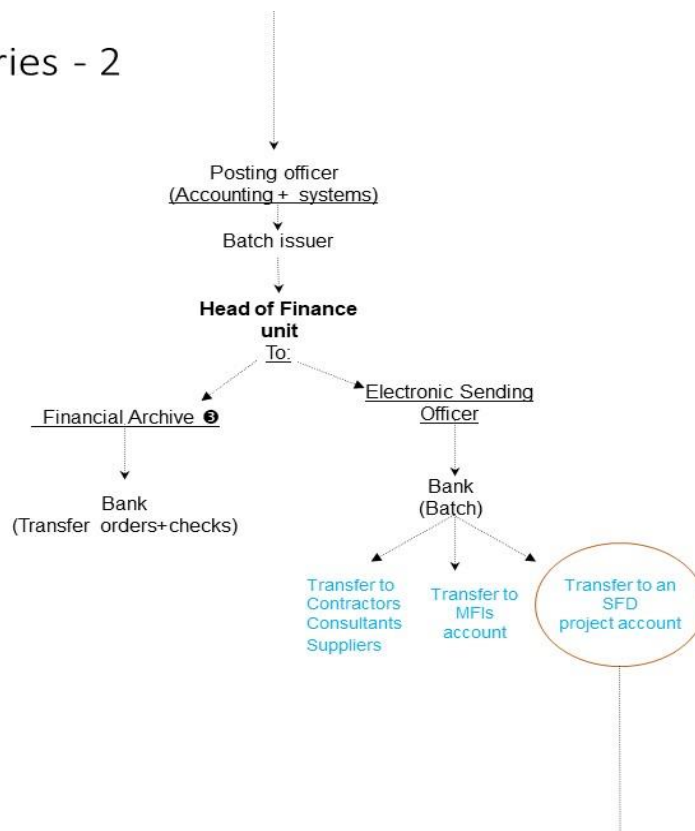 ries - 2
Posting officer
(Accounting + systems)
Batch issuer
Head of Finance
unit
To:
Financial Archive ❸
Electronic Sending
Officer
Bank
(Transfer orders+checks)
Bank
(Batch)
Transfer to
Contractors
Consultants
Suppliers
Transfer to
MFIs
account
Transfer to an
SFD
project account